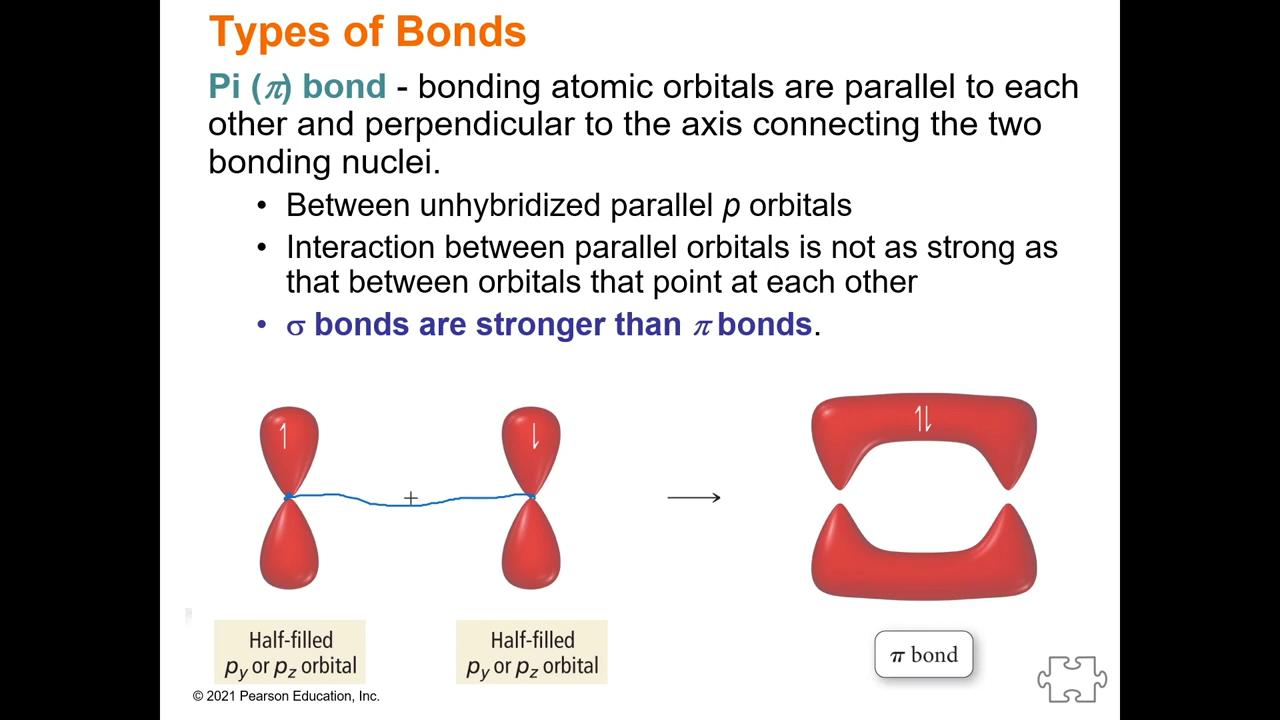 Types of Bonds
Pi (π) bond - bonding atomic orbitals are parallel to each
other and perpendicular to the axis connecting the two
bonding nuclei.
• Between unhybridized parallel p orbitals
• Interaction between parallel orbitals is not as strong as
that between orbitals that point at each other
• σ bonds are stronger than π bonds.
↿ + ⇂ → ↿⇂
Half-filled
py or pz orbital
Half-filled
py or pz orbital
π bond
© 2021 Pearson Education, Inc.